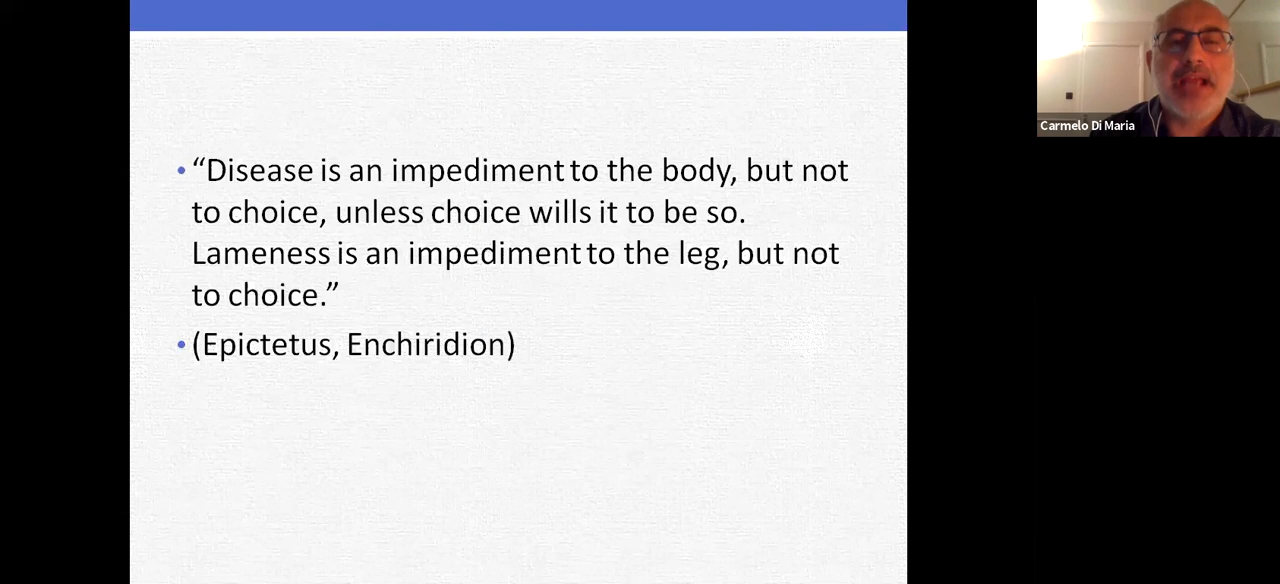 • “Disease is an impediment to the body, but not
to choice, unless choice wills it to be so.
Lameness is an impediment to the leg, but not
to choice.”
• (Epictetus, Enchiridion)
Carmelo Di Maria